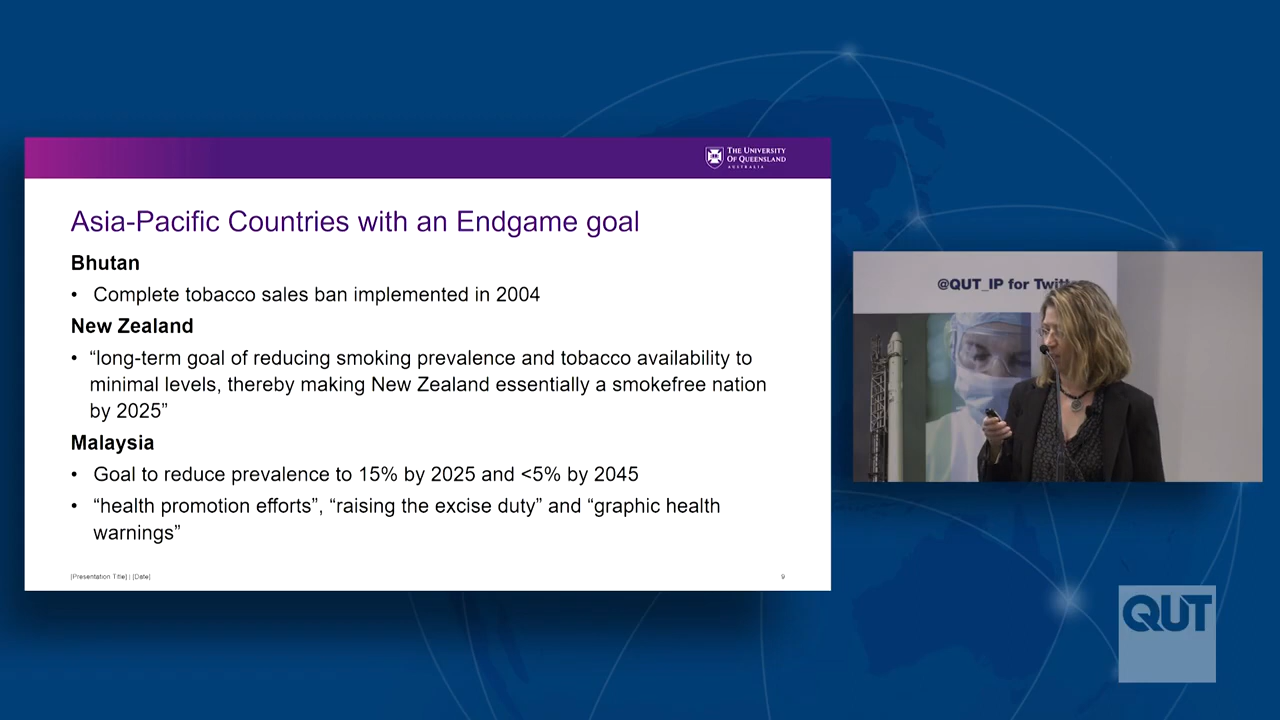 THE UNIVERSITY
OF QUEENSLAND
AUSTRALIA
Asia-Pacific Countries with an Endgame goal
Bhutan
• Complete tobacco sales ban implemented in 2004
New Zealand
• “long-term goal of reducing smoking prevalence and tobacco availability to
minimal levels, thereby making New Zealand essentially a smokefree nation
by 2025”
Malaysia
• Goal to reduce prevalence to 15% by 2025 and <5% by 2045
• “health promotion efforts”, “raising the excise duty” and “graphic health
warnings”
[Presentation Title] | [Date]
9
@QUT_IP for Twitt
QUT